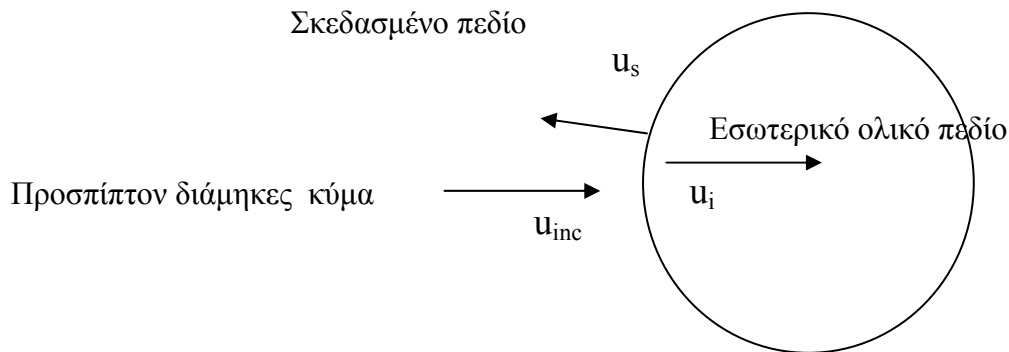 Σκεδασμένο πεδίο
u_s
Εσωτερικό ολικό πεδίο
Προσπίπτον διάμηκες κύμα
u_i
u_inc